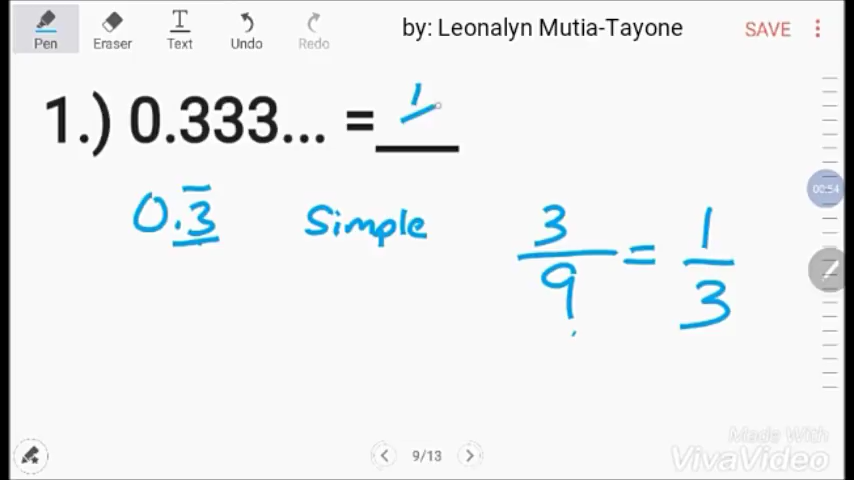 by: Leonalyn Mutia-Tayone
SAVE
Pen
Eraser
Text
Undo
Redo
1.) 0.333... = 1/
0.3̅ Simple 3/9 = 1/3
00:54
9/13
Made With
VivaVideo